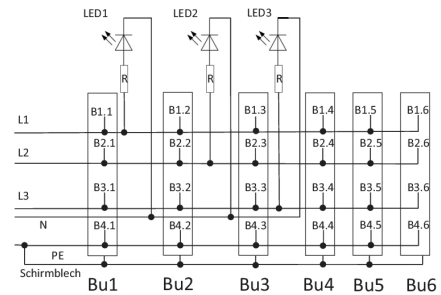 LED1 LED2 LED3
R R R
B1.1 B1.2 B1.3 B1.4 B1.5 B1.6
L1
B2.1 B2.2 B2.3 B2.4 B2.5 B2.6
L2
B3.1 B3.2 B3.3 B3.4 B3.5 B3.6
L3
N
B4.1 B4.2 B4.3 B4.4 B4.5 B4.6
PE
Schirmblech
Bu1 Bu2 Bu3 Bu4 Bu5 Bu6